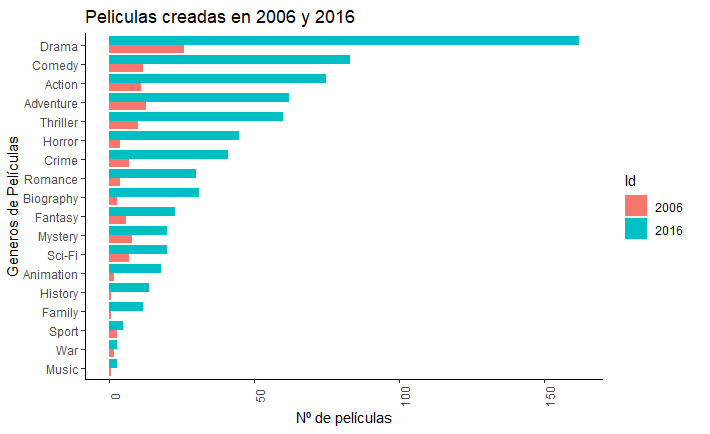 Peliculas creadas en 2006 y 2016
Generos de Películas
Drama
Comedy
Action
Adventure
Thriller
Horror
Crime
Romance
Biography
Fantasy
Mystery
Sci-Fi
Animation
History
Family
Sport
War
Music
0
50
100
150
Nº de películas
Id
2006
2016